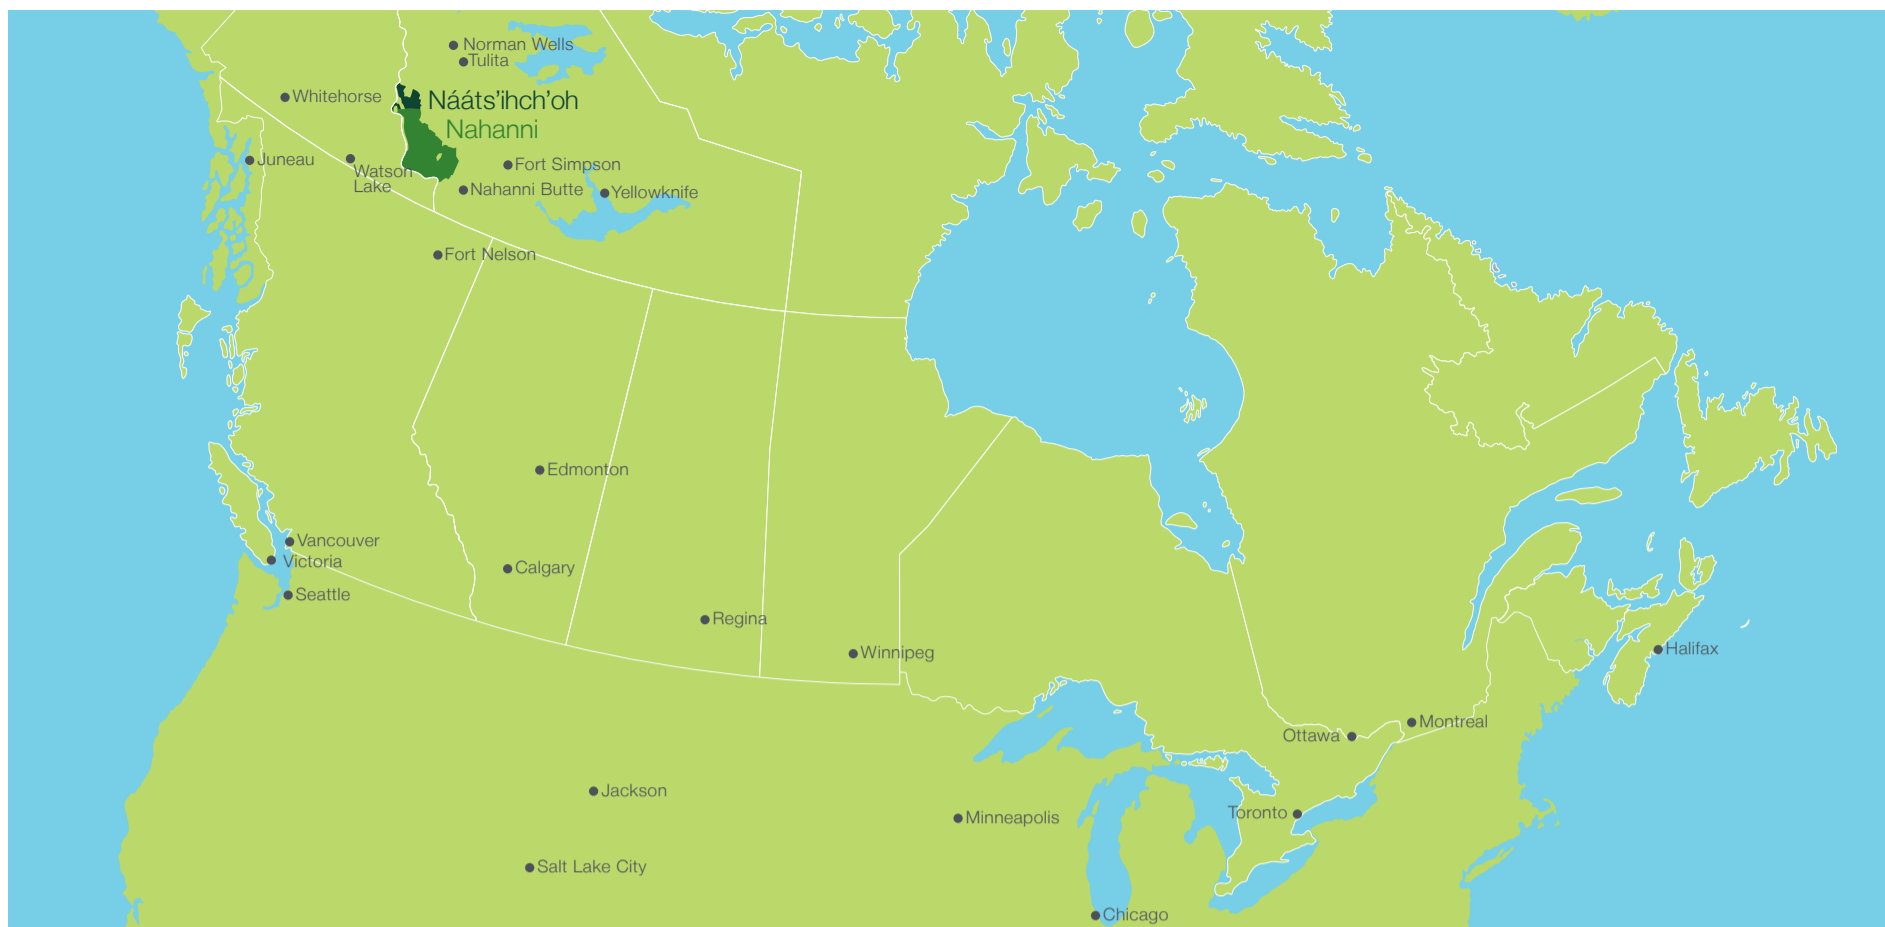 Norman Wells
Tulita
Whitehorse
Nááts'ihch'oh
Nahanni
Juneau
Watson
Lake
Fort Simpson
Nahanni Butte
Yellowknife
Fort Nelson
Edmonton
Vancouver
Victoria
Calgary
Seattle
Regina
Winnipeg
Halifax
Montreal
Ottawa
Jackson
Minneapolis
Toronto
Salt Lake City
Chicago